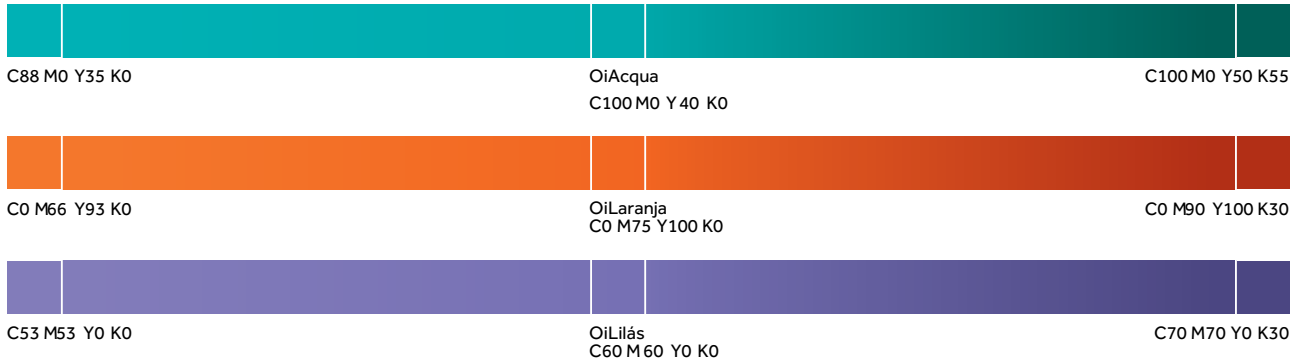 C88 M0 Y35 K0
OiAcqua
C100 M0 Y 40 K0
C100 M0 Y50 K55
C0 M66 Y93 K0
OiLaranja
C0 M75 Y100 K0
C0 M90 Y100 K30
C53 M53 Y0 K0
OiLilás
C60 M 60 Y0 K0
C70 M70 Y0 K30